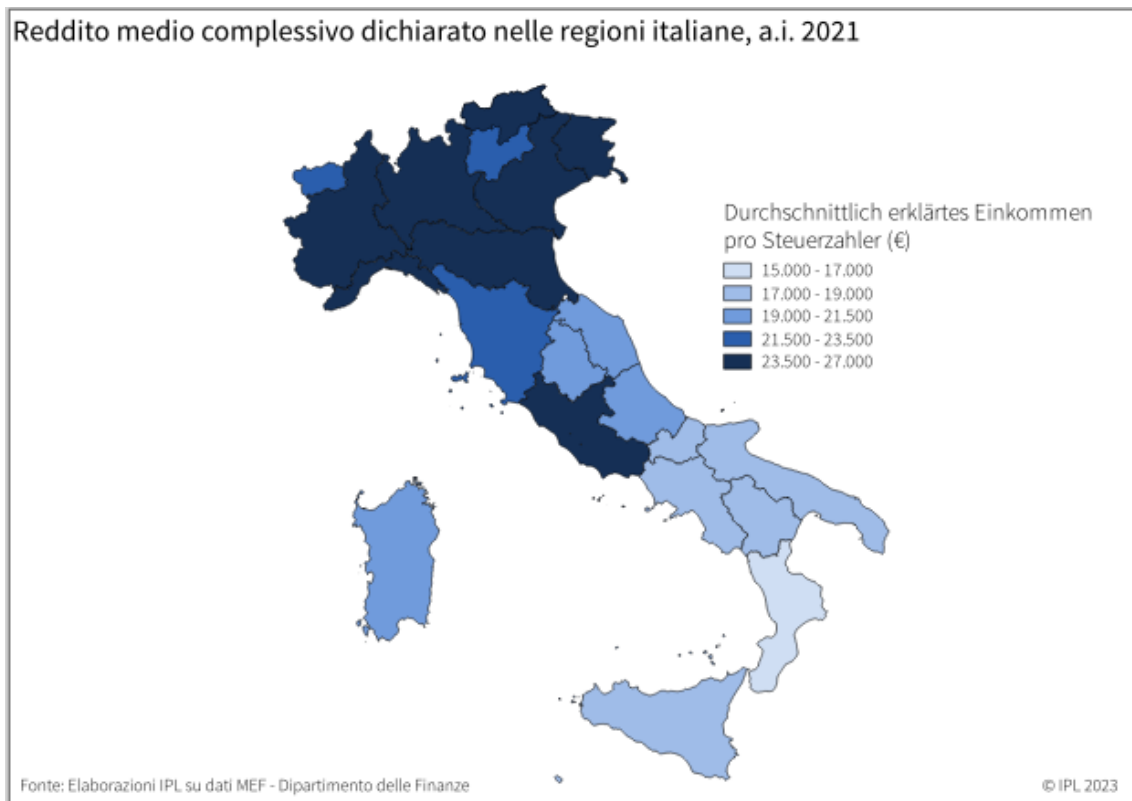 Reddito medio complessivo dichiarato nelle regioni italiane, a.i. 2021
Durchschnittlich erklärtes Einkommen
pro Steuerzahler (€)
15.000 - 17.000
17.000 - 19.000
19.000 - 21.500
21.500 - 23.500
23.500 - 27.000
Fonte: Elaborazioni IPL su dati MEF - Dipartimento delle Finanze
© IPL 2023